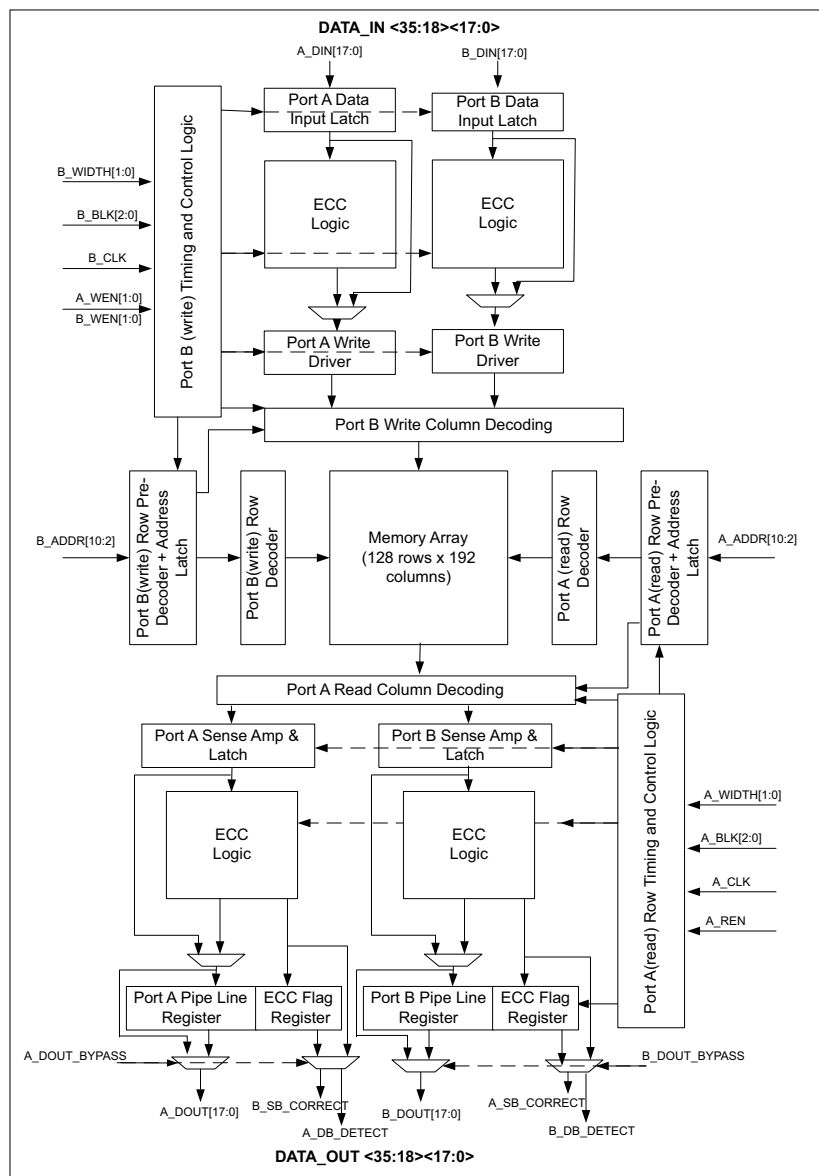 DATA_IN <35:18><17:0>
A_DIN[17:0]
B_DIN[17:0]
Port A Data
Input Latch
Port B Data
Input Latch
Port B (write) Timing and Control Logic
B_WIDTH[1:0]
B_BLK[2:0]
B_CLK
A_WEN[1:0]
B_WEN[1:0]
ECC
Logic
ECC
Logic
Port A Write
Driver
Port B Write
Driver
Port B Write Column Decoding
B_ADDR[10:2]
Port B(write) Row Pre-
Decoder + Address
Latch
Port B(write) Row
Decoder
Memory Array
(128 rows x 192
columns)
Port A (read) Row
Decoder
Port A(read) Row Pre-
Decoder + Address
Latch
A_ADDR[10:2]
Port A Read Column Decoding
Port A Sense Amp &
Latch
Port B Sense Amp &
Latch
Port A(read) Row Timing and Control Logic
A_WIDTH[1:0]
A_BLK[2:0]
A_CLK
A_REN
ECC
Logic
ECC
Logic
Port A Pipe Line
Register
ECC Flag
Register
Port B Pipe Line
Register
ECC Flag
Register
A_DOUT_BYPASS
B_DOUT_BYPASS
A_DOUT[17:0]
B_SB_CORRECT
A_DB_DETECT
B_DOUT[17:0]
A_SB_CORRECT
B_DB_DETECT
DATA_OUT <35:18><17:0>